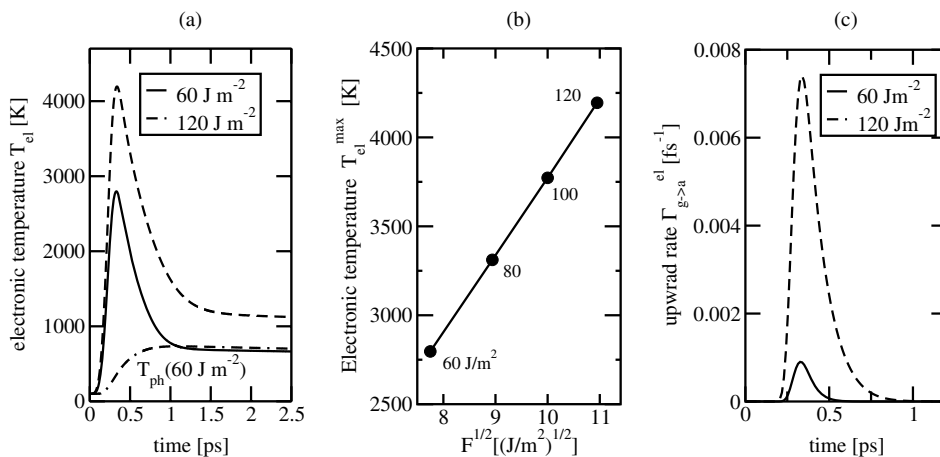 (a)
electronic temperature T_el [K]
4000
3000
2000
1000
0
60 J m^-2
120 J m^-2
T_ph(60 J m^-2)
0
0.5
1
1.5
2
2.5
time [ps]
(b)
Electronic temperature T_el^max [K]
4500
4000
3500
3000
2500
120
100
80
60 J/m^2
8
9
10
11
F^1/2[(J/m^2)^1/2]
(c)
upwrad rate Γ_g->a^el [fs^-1]
0.008
0.006
0.004
0.002
0
60 Jm^-2
120 Jm^-2
0
0.5
1
time [ps]